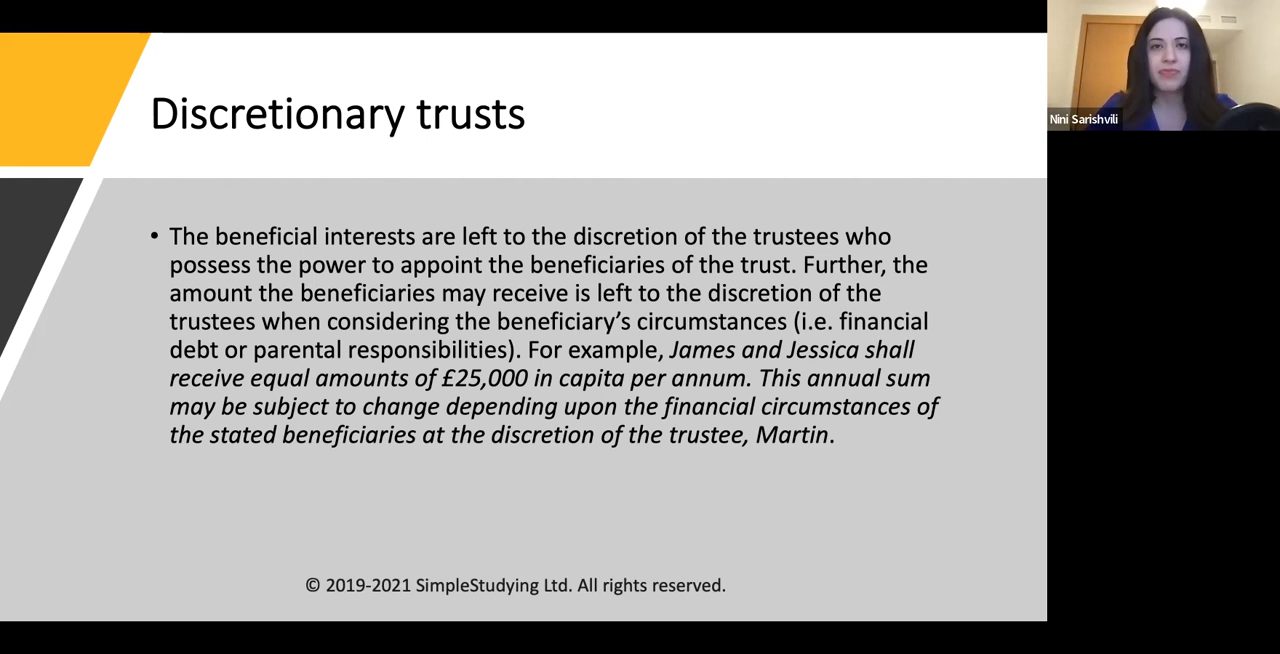 Discretionary trusts
Nini Sarishvili
• The beneficial interests are left to the discretion of the trustees who
possess the power to appoint the beneficiaries of the trust. Further, the
amount the beneficiaries may receive is left to the discretion of the
trustees when considering the beneficiary’s circumstances (i.e. financial
debt or parental responsibilities). For example, James and Jessica shall
receive equal amounts of £25,000 in capita per annum. This annual sum
may be subject to change depending upon the financial circumstances of
the stated beneficiaries at the discretion of the trustee, Martin.
© 2019-2021 SimpleStudying Ltd. All rights reserved.